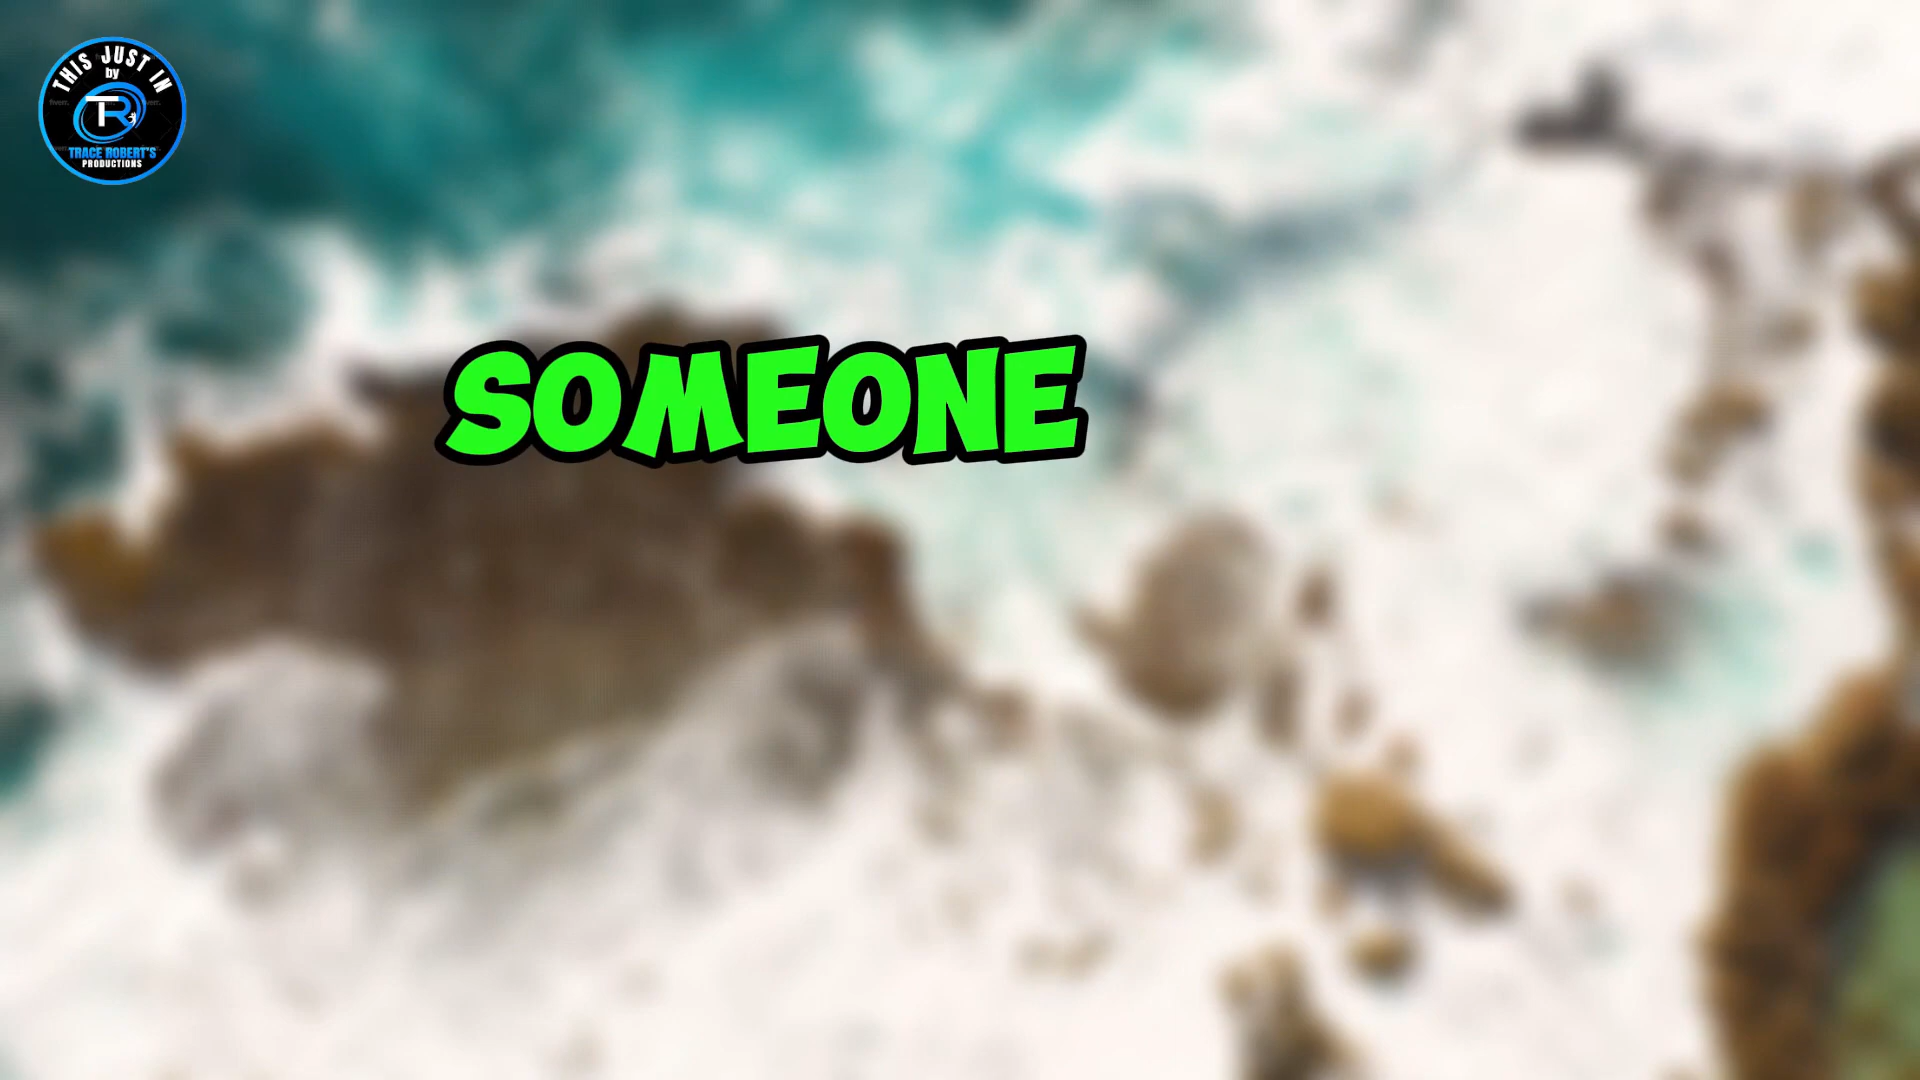 THIS JUST IN
by
TR
TRACE ROBERT'S
PRODUCTIONS
SOMEONE